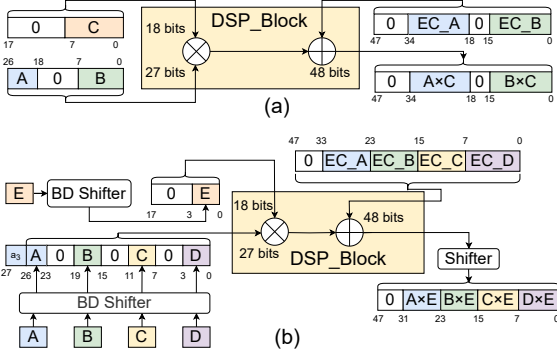 0 C
17 7 0
26 18 7 0
A 0 B
18 bits
27 bits
DSP_Block
48 bits
0 EC_A 0 EC_B
47 34 18 15 0
0 A×C 0 B×C
47 34 18 15 0
(a)
47 33 23 15 7 0
0 EC_A EC_B EC_C EC_D
E
BD Shifter
0 E
17 3 0
18 bits
27 bits
48 bits
DSP_Block
a₃ A 0 B 0 C 0 D
27 26 23 19 15 11 7 3 0
BD Shifter
A B C D
Shifter
0 A×E B×E C×E D×E
47 31 23 15 7 0
(b)